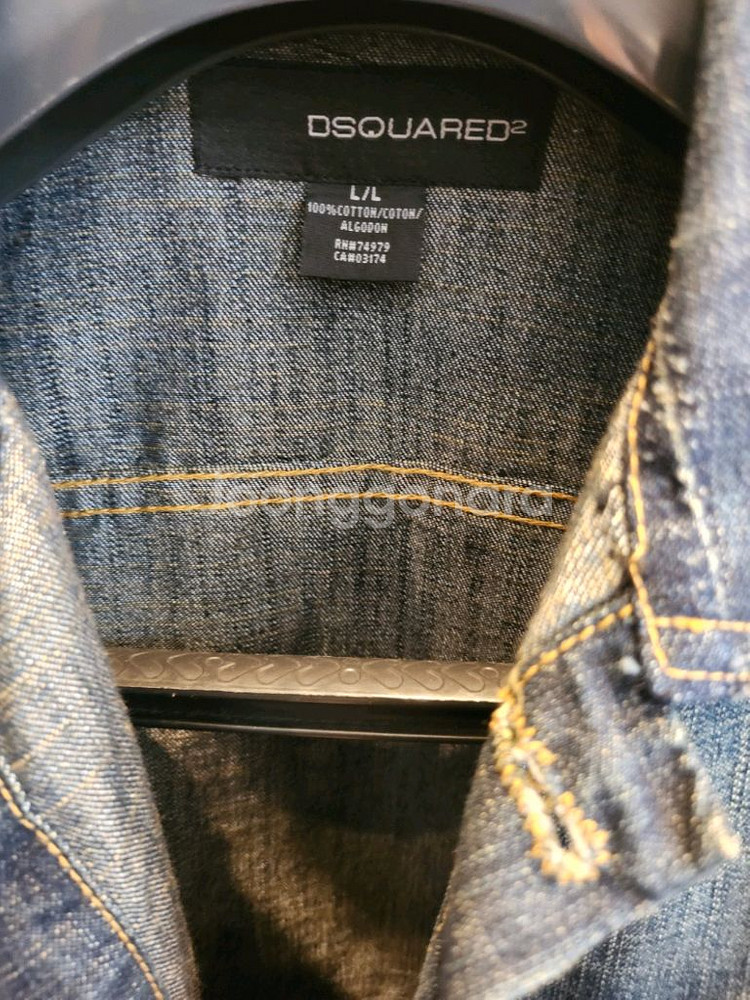 DSQUARED²
L/L
100%COTTON/COTON/
ALGODON
RN#74979
CA#03174